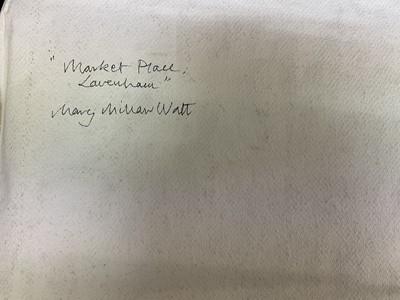 "Market Place,
Lavenham"
Mary Millar Watt